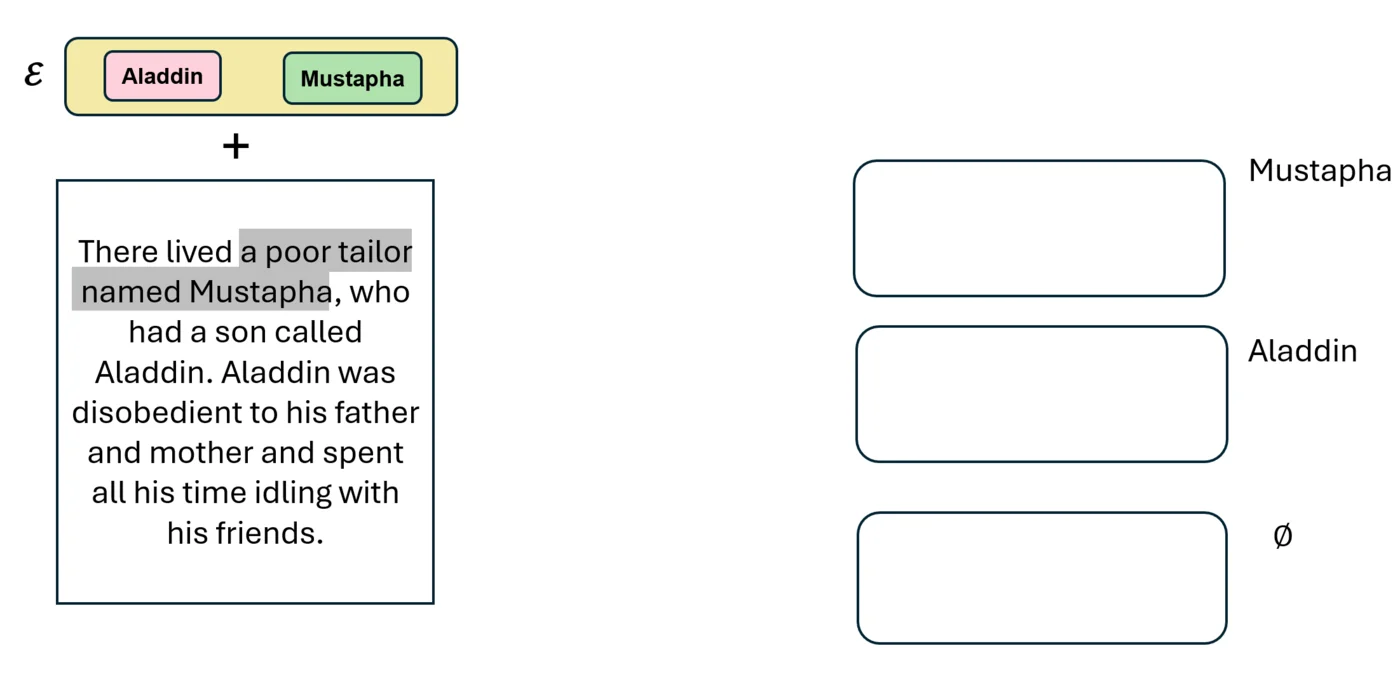 ℰ
Aladdin
Mustapha
+
There lived a poor tailor
named Mustapha, who
had a son called
Aladdin. Aladdin was
disobedient to his father
and mother and spent
all his time idling with
his friends.
Mustapha
Aladdin
∅